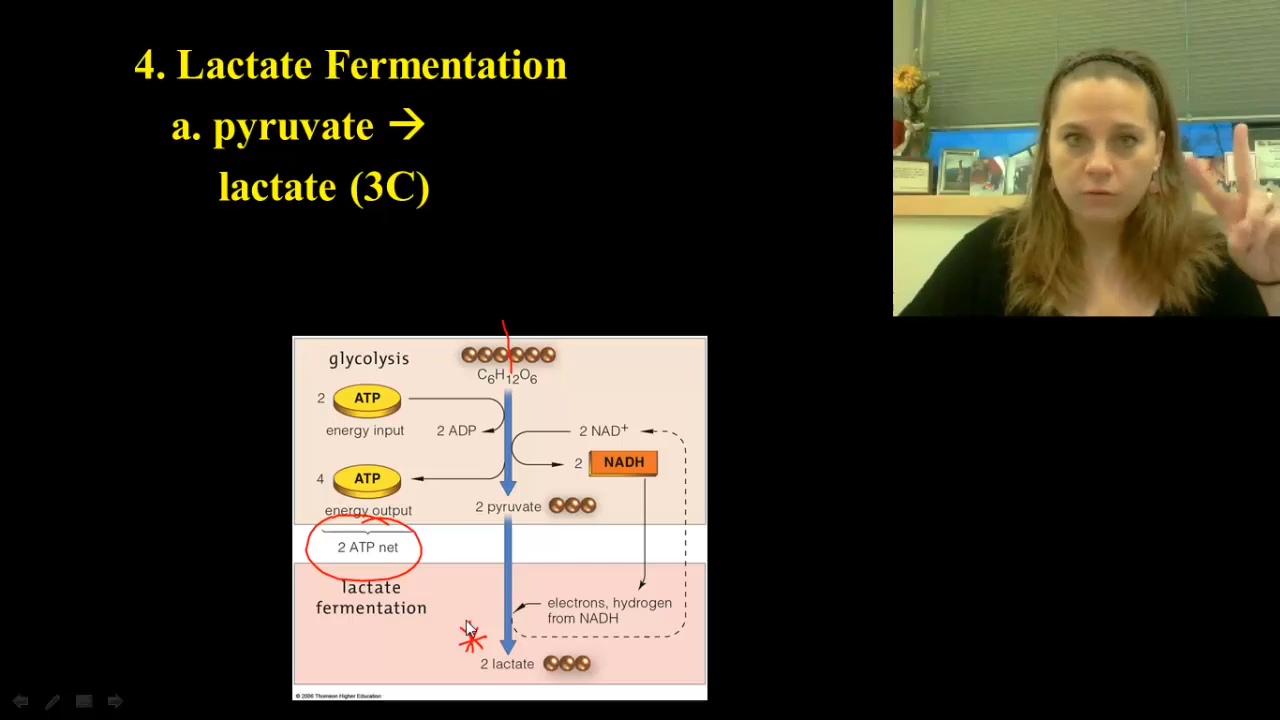 4. Lactate Fermentation
a. pyruvate →
lactate (3C)
glycolysis
C6H12O6
2 ATP
energy input
2 ADP
2 NAD+
2 NADH
4 ATP
energy output
2 pyruvate
2 ATP net
lactate
fermentation
electrons, hydrogen
from NADH
2 lactate
© 2006 Thomson Higher Education